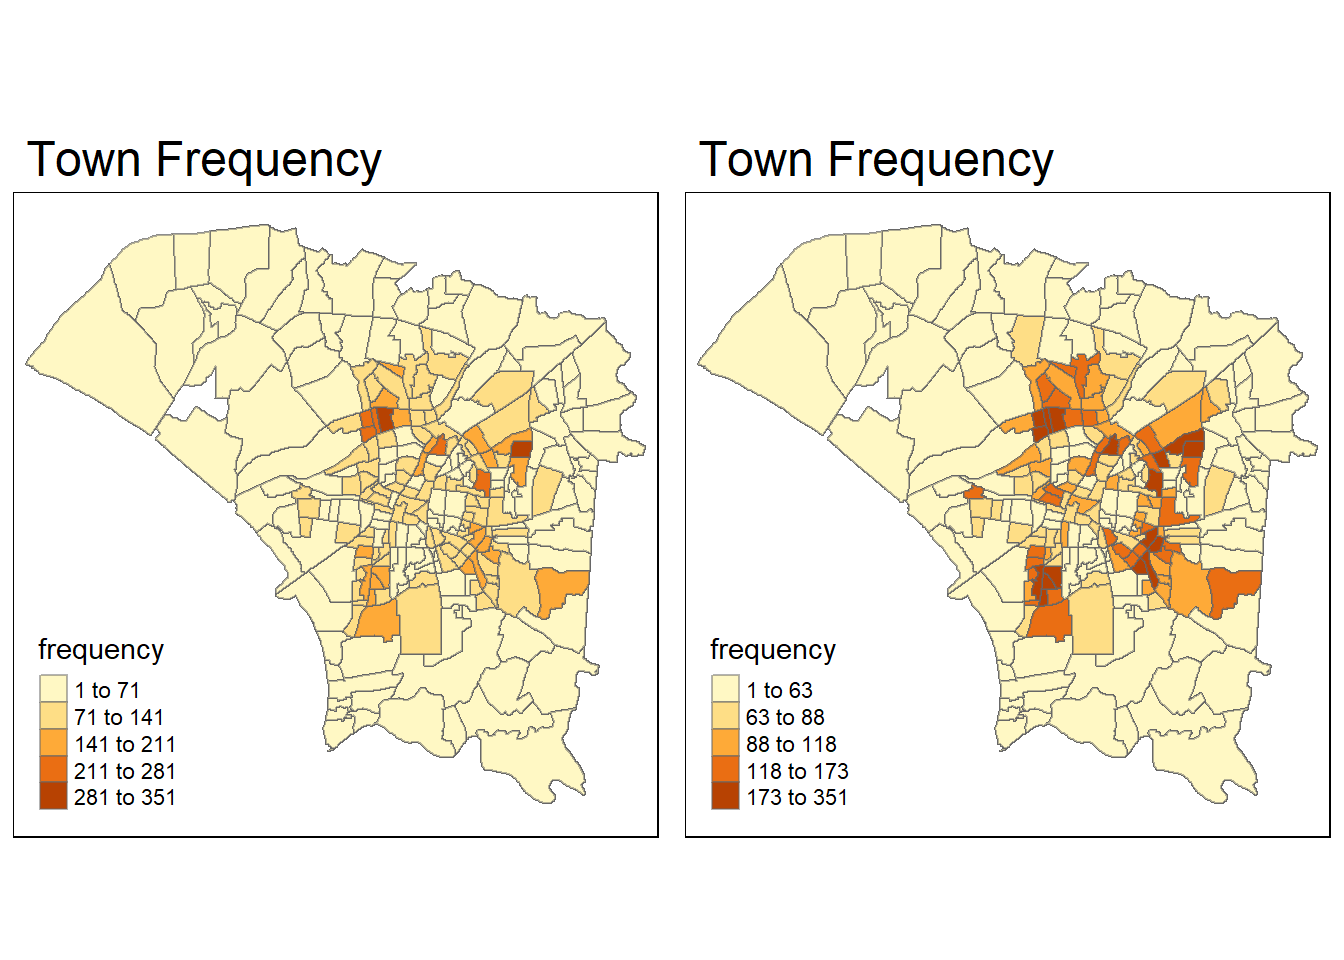 Town Frequency
frequency
1 to 71
71 to 141
141 to 211
211 to 281
281 to 351
Town Frequency
frequency
1 to 63
63 to 88
88 to 118
118 to 173
173 to 351